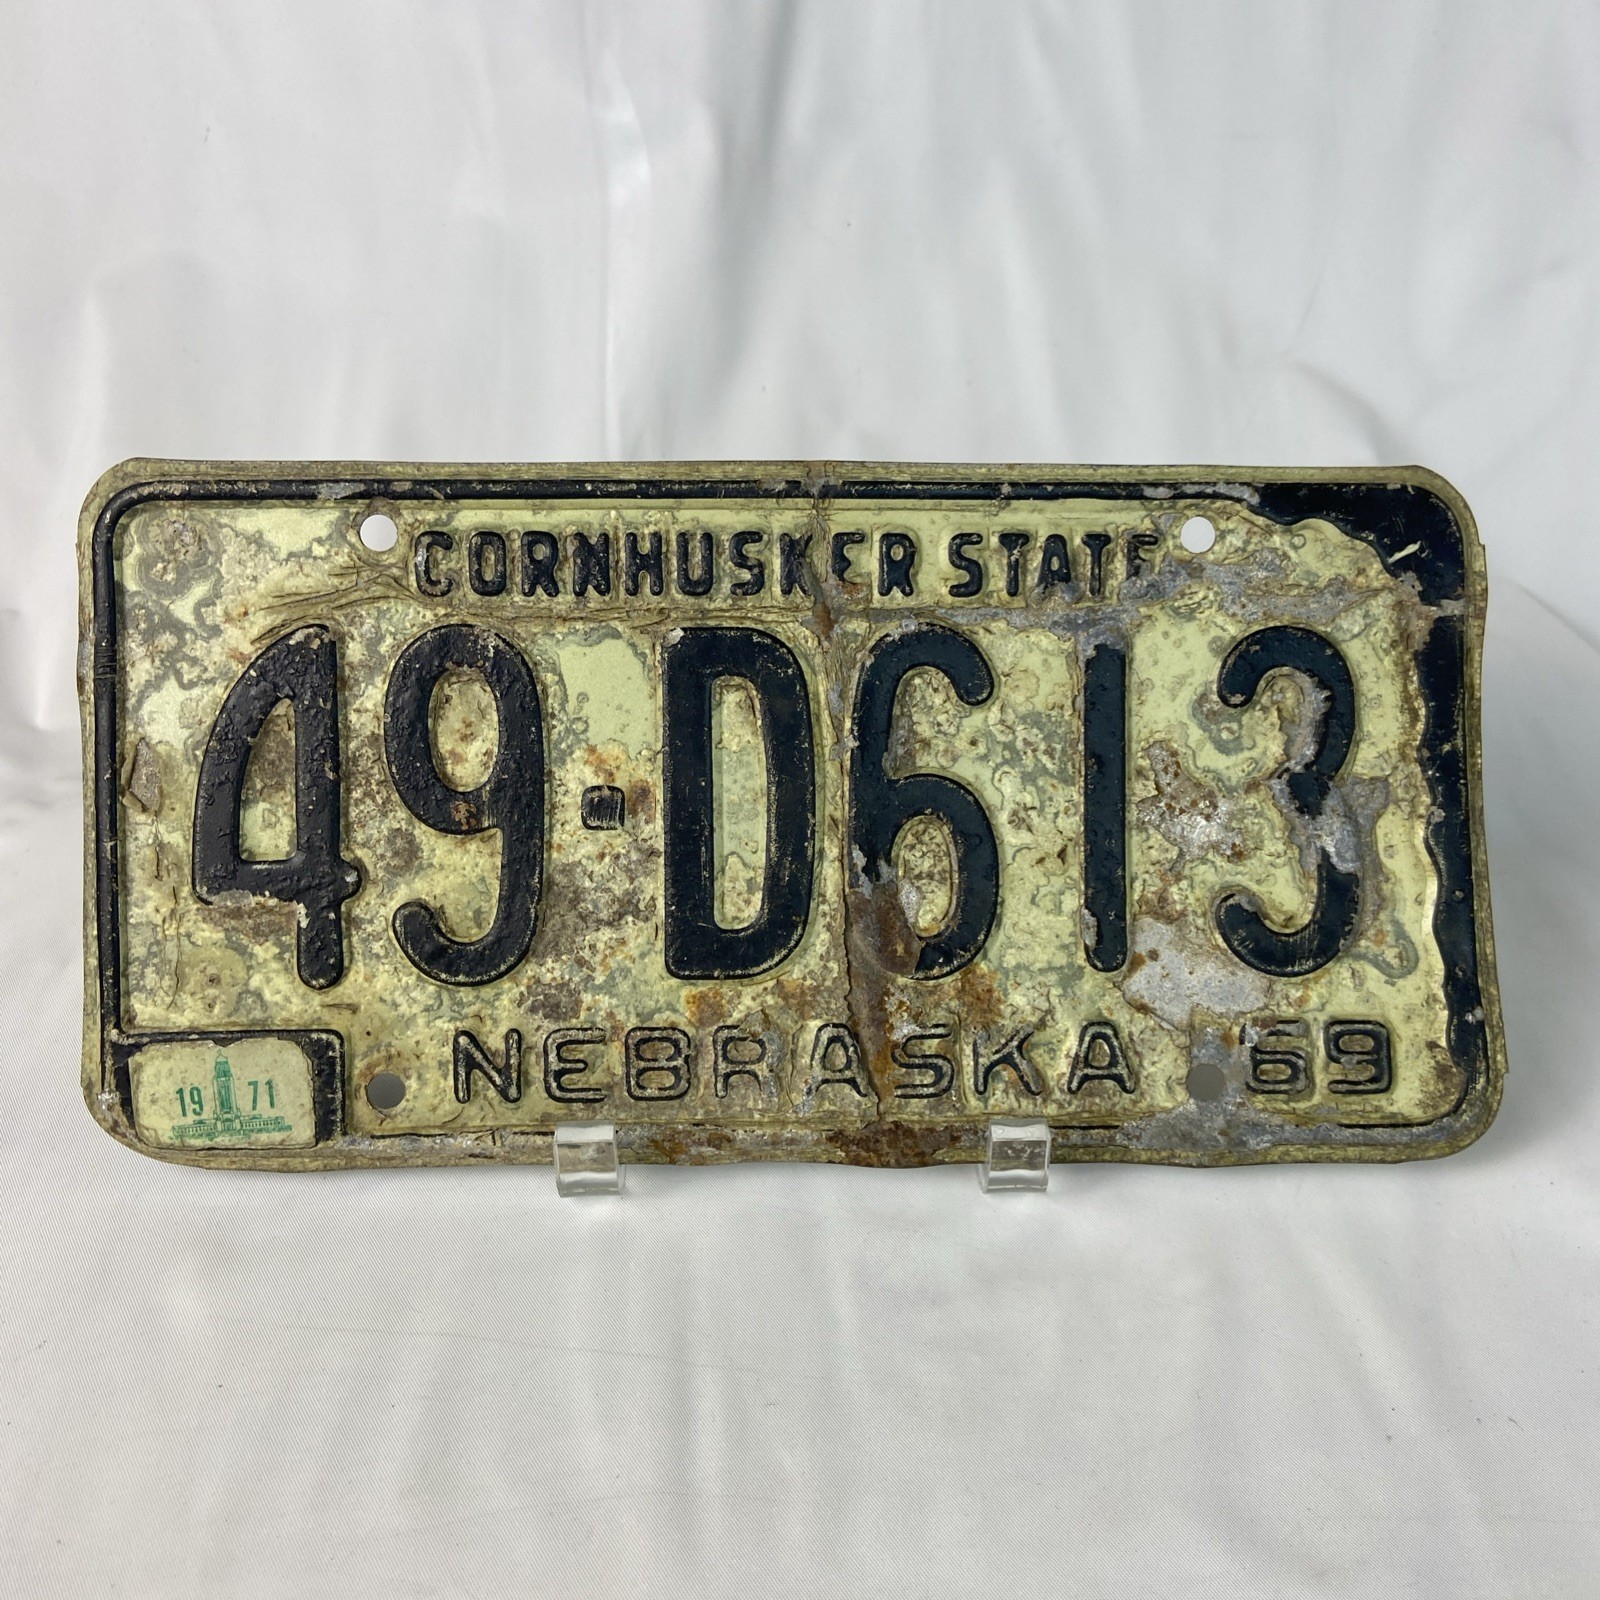 CORNHUSKER STATE
49-D613
NEBRASKA '69
19 71